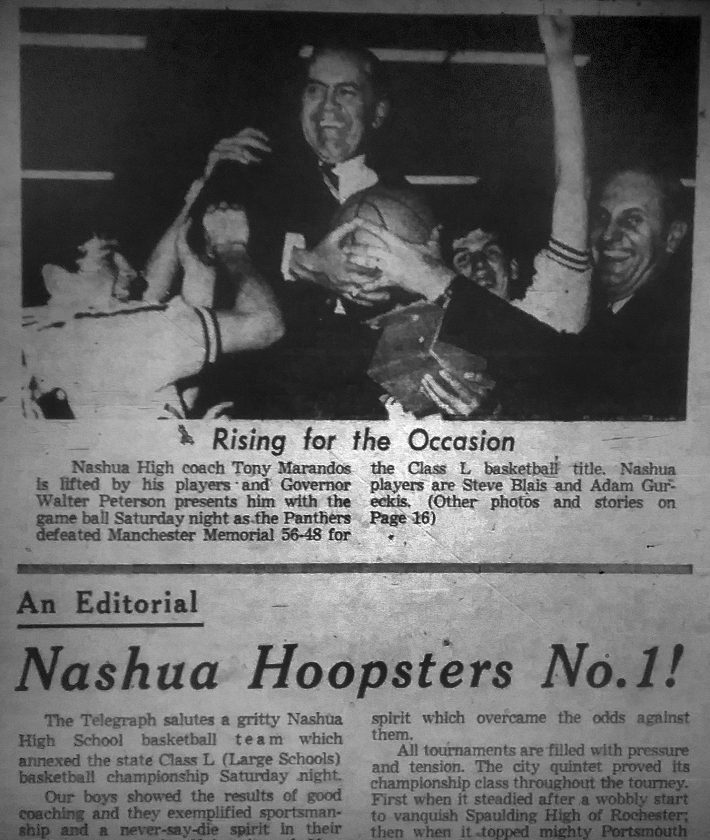 Rising for the Occasion
Nashua High coach Tony Marandos
is lifted by his players and Governor
Walter Peterson presents him with the
game ball Saturday night as the Panthers
defeated Manchester Memorial 56-48 for
the Class L basketball title. Nashua
players are Steve Blais and Adam Gur-
eckis. (Other photos and stories on
Page 16)
An Editorial
Nashua Hoopsters No.1!
The Telegraph salutes a gritty Nashua
High School basketball team which
annexed the state Class L (Large Schools)
basketball championship Saturday night.
Our boys showed the results of good
coaching and they exemplified sportsman-
ship and a never-say-die spirit in their
spirit which overcame the odds against
them.
All tournaments are filled with pressure
and tension. The city quintet proved its
championship class throughout the tourney.
First when it steadied after a wobbly start
to vanquish Spaulding High of Rochester;
then when it topped mighty Portsmouth